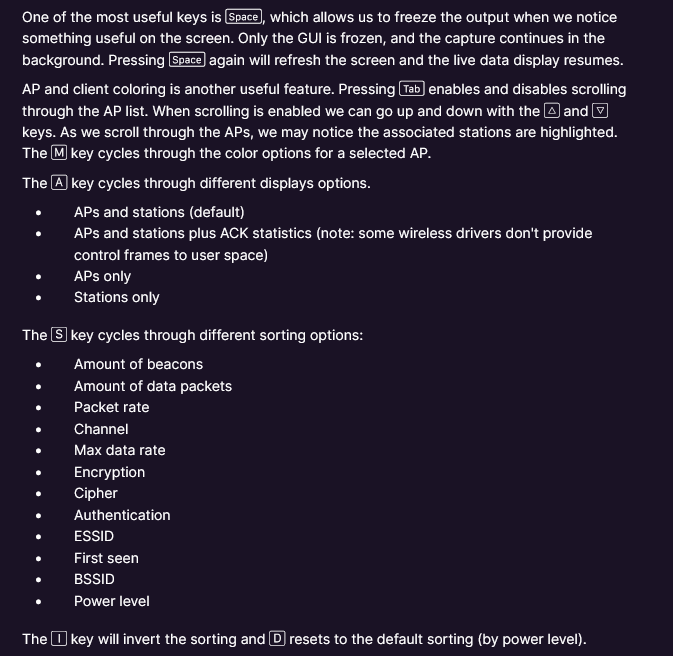 One of the most useful keys is Space, which allows us to freeze the output when we notice
something useful on the screen. Only the GUI is frozen, and the capture continues in the
background. Pressing Space again will refresh the screen and the live data display resumes.
AP and client coloring is another useful feature. Pressing Tab enables and disables scrolling
through the AP list. When scrolling is enabled we can go up and down with the △ and ▽
keys. As we scroll through the APs, we may notice the associated stations are highlighted.
The M key cycles through the color options for a selected AP.
The A key cycles through different displays options.
• APs and stations (default)
• APs and stations plus ACK statistics (note: some wireless drivers don't provide
control frames to user space)
• APs only
• Stations only
The S key cycles through different sorting options:
• Amount of beacons
• Amount of data packets
• Packet rate
• Channel
• Max data rate
• Encryption
• Cipher
• Authentication
• ESSID
• First seen
• BSSID
• Power level
The I key will invert the sorting and D resets to the default sorting (by power level).